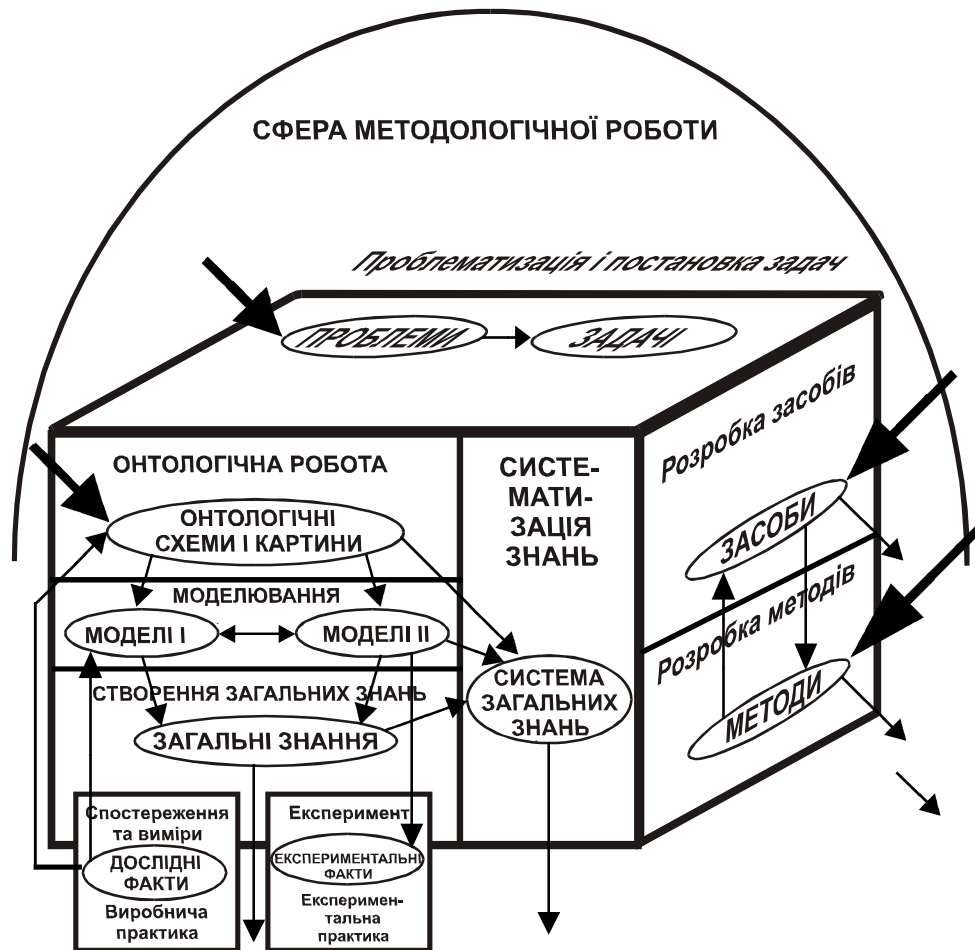 СФЕРА МЕТОДОЛОГІЧНОЇ РОБОТИ
Проблематизація і постановка задач
ПРОБЛЕМИ
ЗАДАЧІ
ОНТОЛОГІЧНА РОБОТА
ОНТОЛОГІЧНІ
СХЕМИ І КАРТИНИ
МОДЕЛЮВАННЯ
МОДЕЛІ І
МОДЕЛІ ІІ
СТВОРЕННЯ ЗАГАЛЬНИХ ЗНАНЬ
ЗАГАЛЬНІ ЗНАННЯ
СИСТЕ-
МАТИ-
ЗАЦІЯ
ЗНАНЬ
СИСТЕМА
ЗАГАЛЬНИХ
ЗНАНЬ
Розробка засобів
ЗАСОБИ
Розробка методів
МЕТОДИ
Спостереження
та виміри
ДОСЛІДНІ
ФАКТИ
Виробнича
практика
Експеримент
ЕКСПЕРИМЕНТАЛЬНІ
ФАКТИ
Експеримен-
тальна
практика